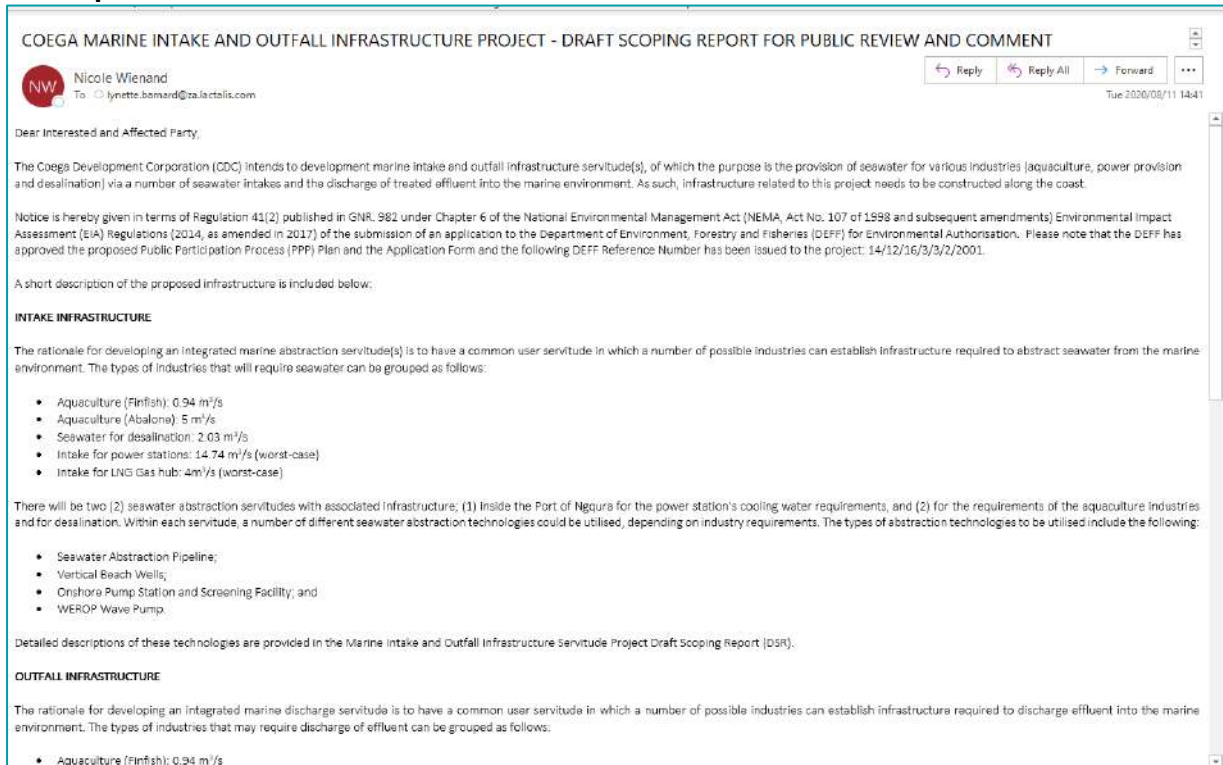 COEGA MARINE INTAKE AND OUTFALL INFRASTRUCTURE PROJECT - DRAFT SCOPING REPORT FOR PUBLIC REVIEW AND COMMENT
NW
Nicole Wienand
To lynette.barnard@za.lactalis.com
Reply
Reply All
Forward
...
Tue 2020/08/11 14:41
Dear Interested and Affected Party,
The Coega Development Corporation (CDC) intends to development marine intake and outfall infrastructure servitude(s), of which the purpose is the provision of seawater for various industries (aquaculture, power provision
and desalination) via a number of seawater intakes and the discharge of treated effluent into the marine environment. As such, infrastructure related to this project needs to be constructed along the coast.
Notice is hereby given in terms of Regulation 41(2) published in GNR. 982 under Chapter 6 of the National Environmental Management Act (NEMA, Act No. 107 of 1998 and subsequent amendments) Environmental Impact
Assessment (EIA) Regulations (2014, as amended in 2017) of the submission of an application to the Department of Environment, Forestry and Fisheries (DEFF) for Environmental Authorisation. Please note that the DEFF has
approved the proposed Public Participation Process (PPP) Plan and the Application Form and the following DEFF Reference Number has been issued to the project: 14/12/16/3/3/2/2001.
A short description of the proposed infrastructure is included below:
INTAKE INFRASTRUCTURE
The rationale for developing an integrated marine abstraction servitude(s) is to have a common user servitude in which a number of possible industries can establish infrastructure required to abstract seawater from the marine
environment. The types of industries that will require seawater can be grouped as follows:
• Aquaculture (Finfish): 0.94 m³/s
• Aquaculture (Abalone): 5 m³/s
• Seawater for desalination: 2.03 m³/s
• Intake for power stations: 14.74 m³/s (worst-case)
• Intake for LNG Gas hub: 4m³/s (worst-case)
There will be two (2) seawater abstraction servitudes with associated infrastructure; (1) inside the Port of Ngqura for the power station's cooling water requirements, and (2) for the requirements of the aquaculture industries
and for desalination. Within each servitude, a number of different seawater abstraction technologies could be utilised, depending on industry requirements. The types of abstraction technologies to be utilised include the following:
• Seawater Abstraction Pipeline;
• Vertical Beach Wells;
• Onshore Pump Station and Screening Facility; and
• WEROP Wave Pump.
Detailed descriptions of these technologies are provided in the Marine Intake and Outfall Infrastructure Servitude Project Draft Scoping Report (DSR).
OUTFALL INFRASTRUCTURE
The rationale for developing an integrated marine discharge servitude is to have a common user servitude in which a number of possible industries can establish infrastructure required to discharge effluent into the marine
environment. The types of industries that may require discharge of effluent can be grouped as follows:
• Aquaculture (Finfish): 0.94 m³/s